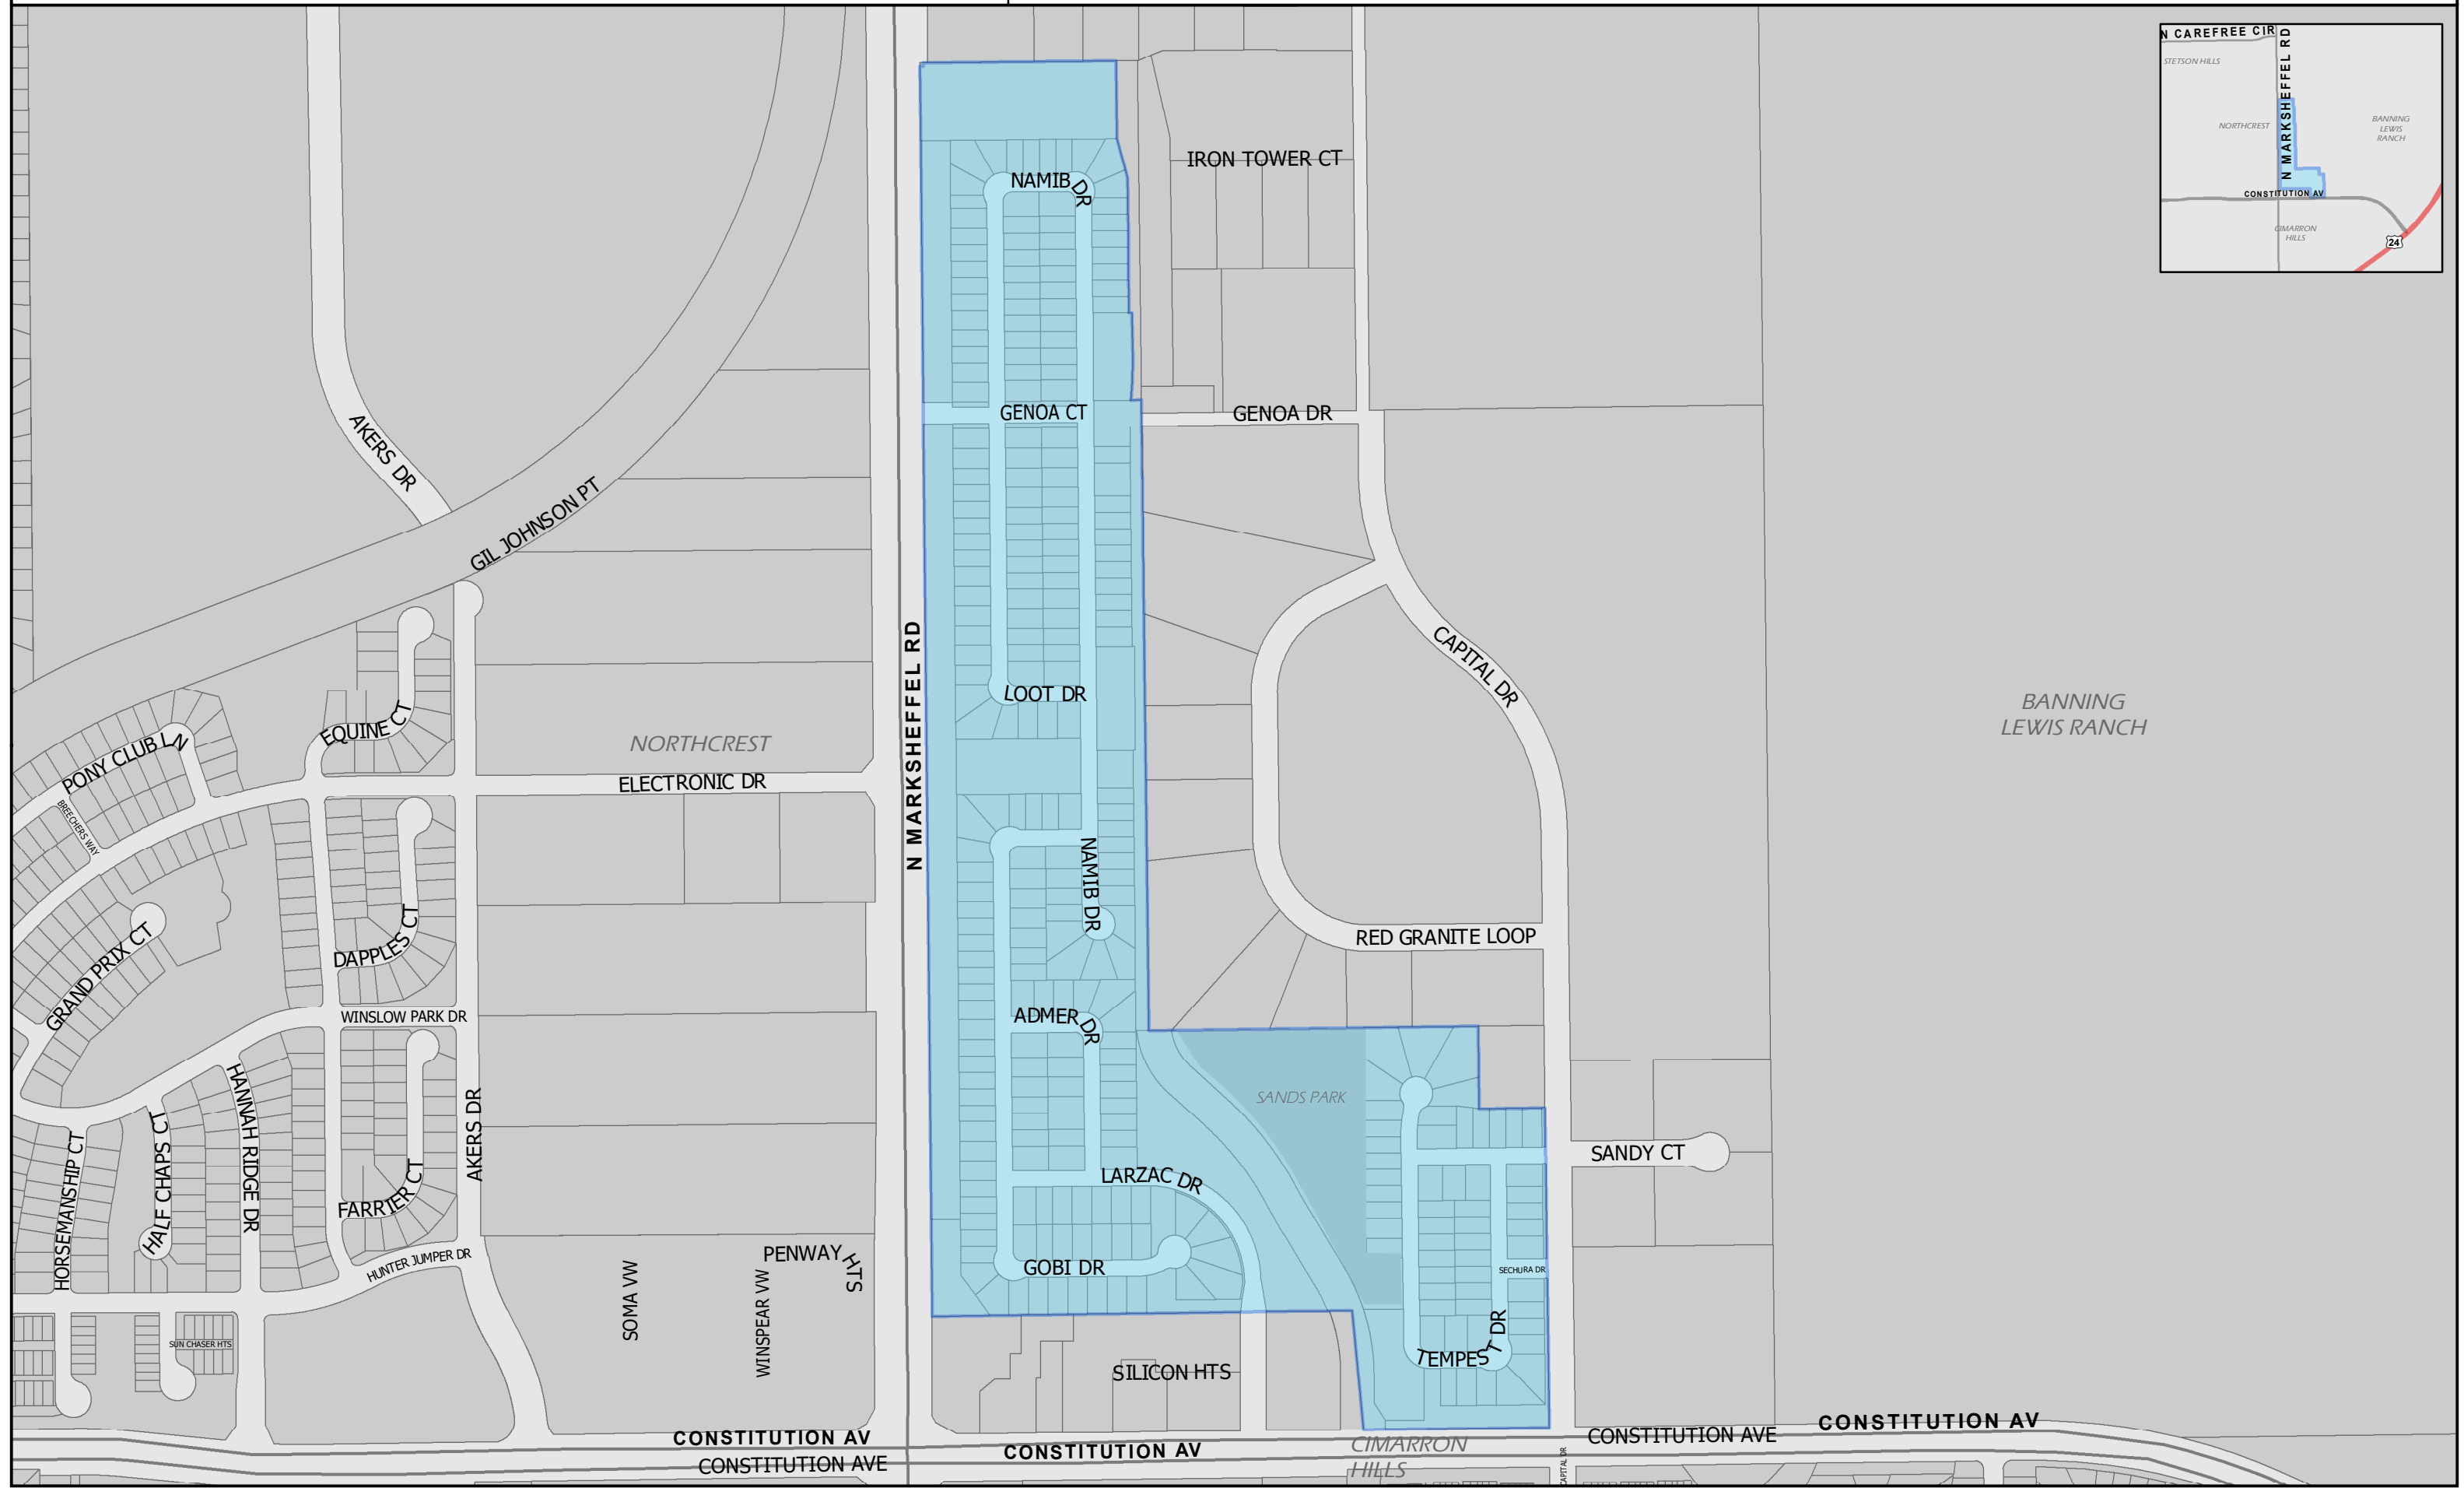 N CAREFREE CIR
STETSON HILLS
N MARKSHEFFEL RD
NORTHCREST
BANNING
LEWIS
RANCH
CONSTITUTION AV
CIMARRON
HILLS
24
IRON TOWER CT
NAMIB DR
GENOA CT
GENOA DR
AKERS DR
GIL JOHNSON PT
N MARKSHEFFEL RD
CAPITAL DR
LOOT DR
BANNING
LEWIS RANCH
EQUINE CT
PONY CLUB LN
NORTHCREST
ELECTRONIC DR
BREECHERS WAY
NAMIB DR
DAPPLES CT
GRAND PRIX CT
RED GRANITE LOOP
WINSLOW PARK DR
ADMER DR
SANDS PARK
HANNAH RIDGE DR
HALF CHAPS CT
HORSEMANSHIP CT
AKERS DR
SANDY CT
LARZAC DR
FARRIER CT
HUNTER JUMPER DR
PENWAY HTS
GOBI DR
SECHURA DR
SOMA VW
WINSPEAR VW
SUN CHASER HTS
TEMPEST DR
SILICON HTS
CONSTITUTION AV
CONSTITUTION AVE
CONSTITUTION AV
CIMARRON
HILLS
CONSTITUTION AVE
CONSTITUTION AV
CAPITAL DR